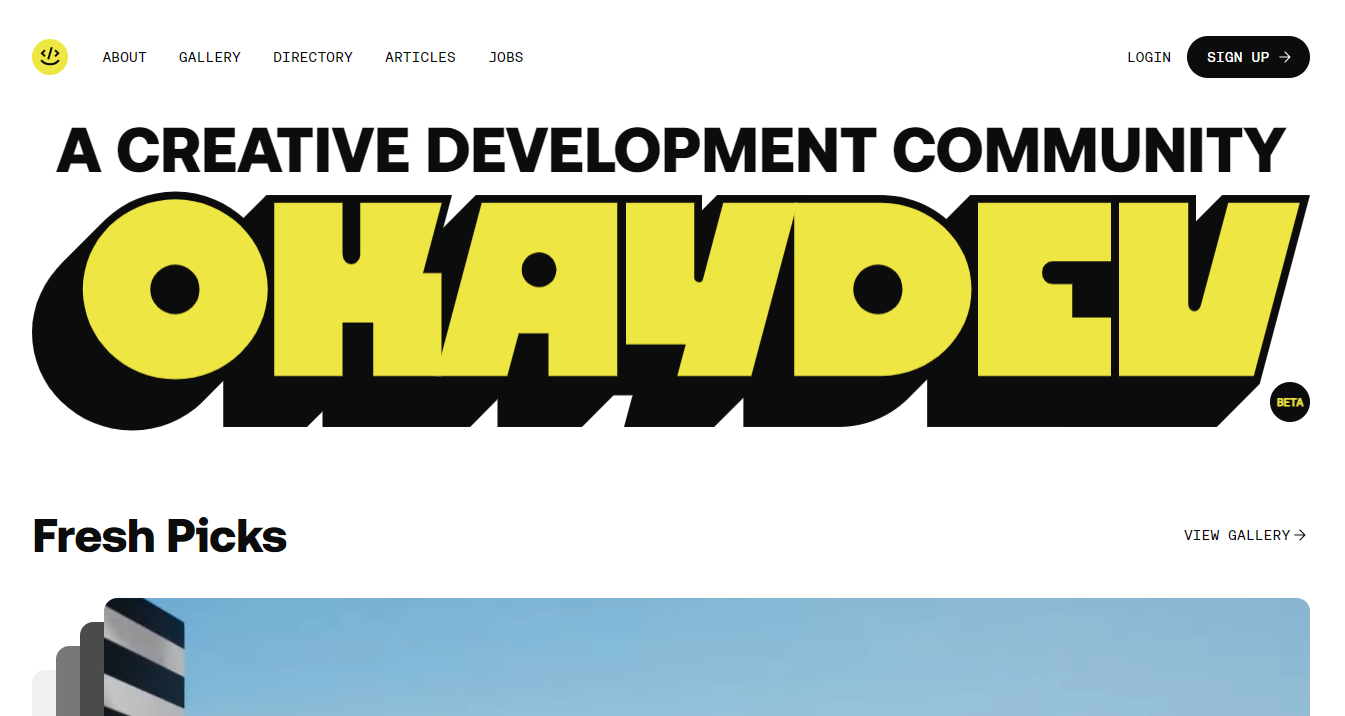 ABOUT GALLERY DIRECTORY ARTICLES JOBS LOGIN SIGN UP →
A CREATIVE DEVELOPMENT COMMUNITY
OKAYDEV
BETA
Fresh Picks VIEW GALLERY →